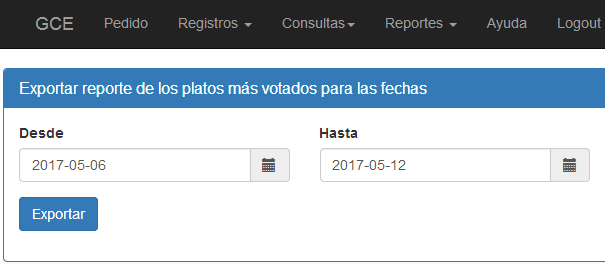 GCE Pedido Registros Consultas Reportes Ayuda Logout
Exportar reporte de los platos más votados para las fechas
Desde Hasta
2017-05-06 2017-05-12
Exportar